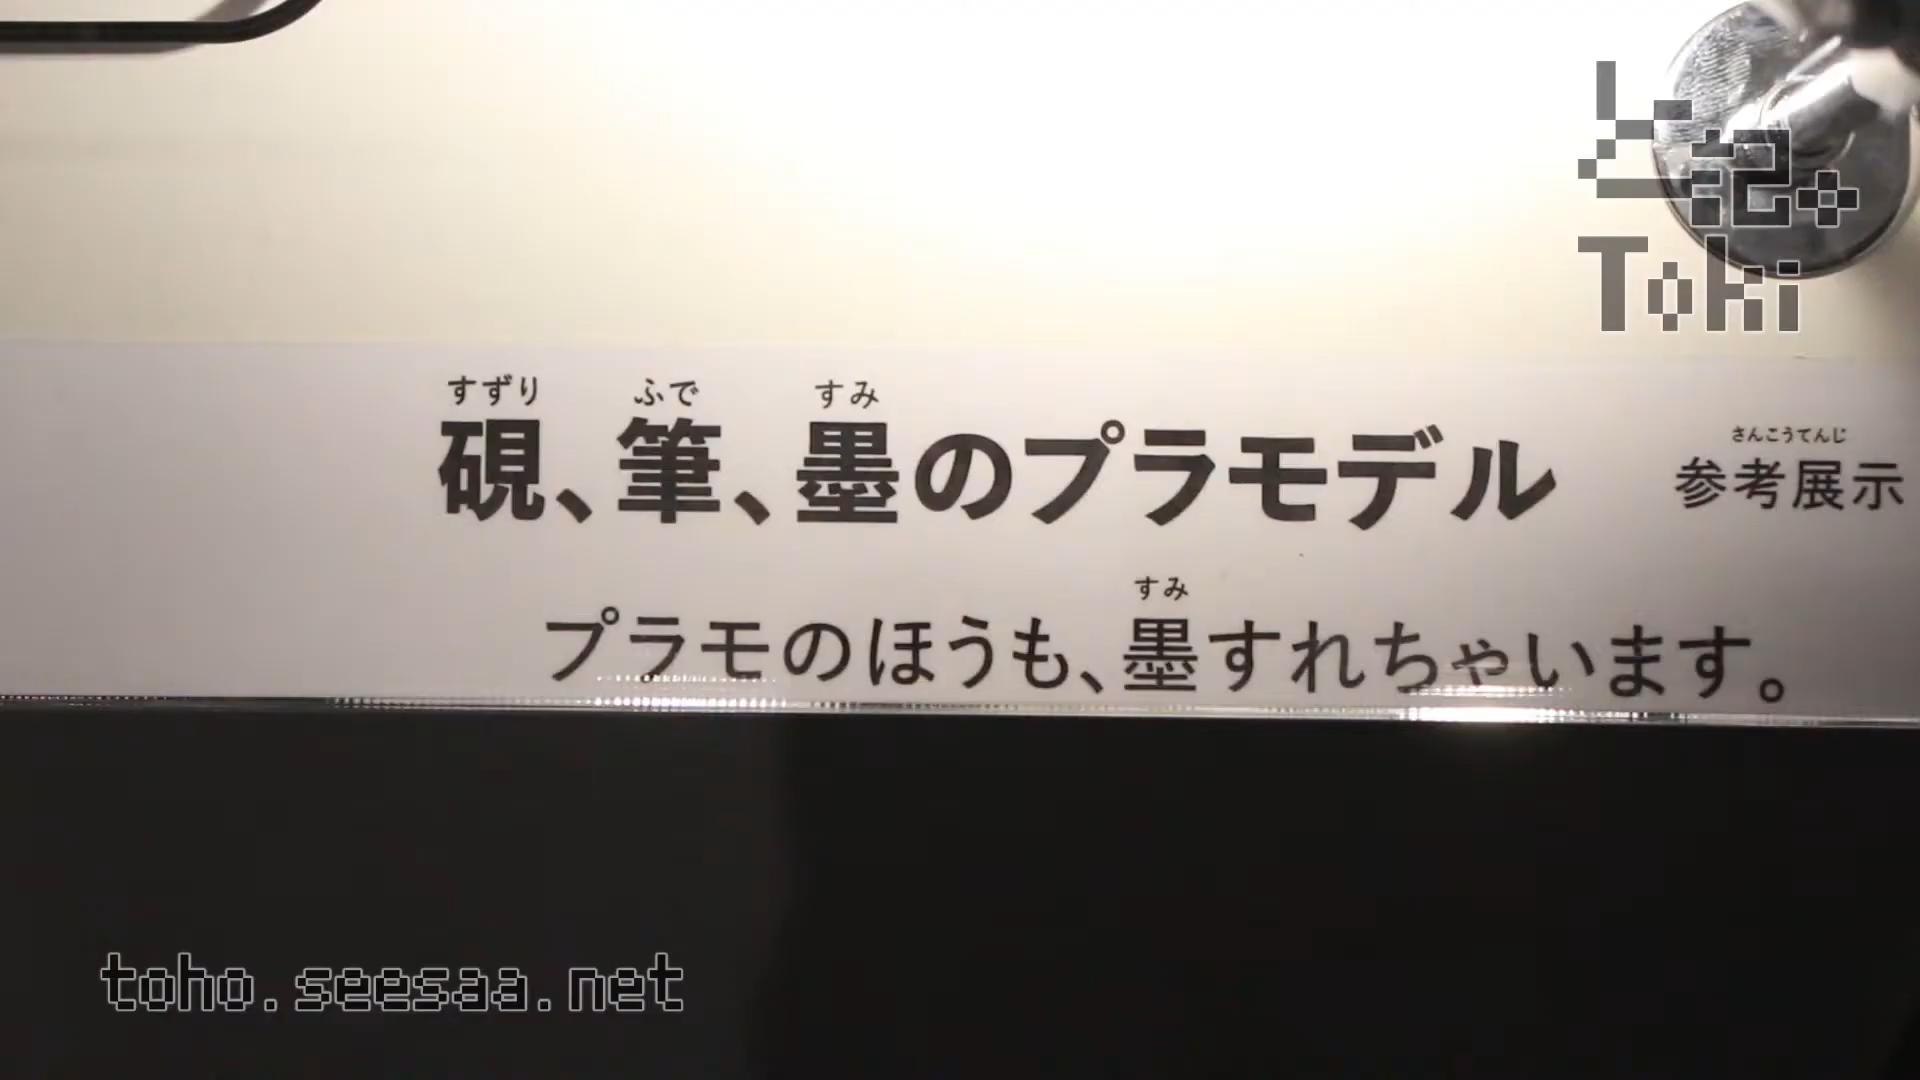 と記。
Toki
すずり ふで すみ
硯、筆、墨のプラモデル
さんこうてんじ
参考展示
すみ
プラモのほうも、墨すれちゃいます。
toho.seesaa.net